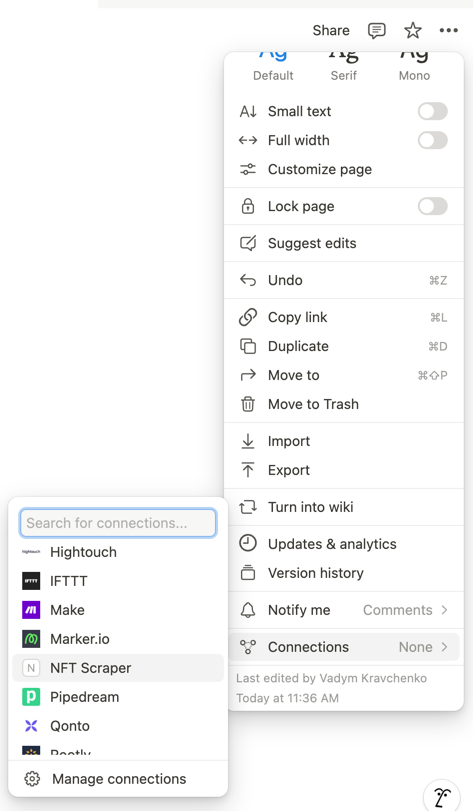 Share
Ag Ag Ag
Default Serif Mono
A↓ Small text
Full width
Customize page
Lock page
Suggest edits
Undo ⌘Z
Copy link ⌘L
Duplicate ⌘D
Move to ⌘⇧P
Move to Trash
Import
Export
Turn into wiki
Updates & analytics
Version history
Notify me Comments
Connections None
Last edited by Vadym Kravchenko
Today at 11:36 AM
Search for connections...
hightouch Hightouch
IFTTT IFTTT
Make
Marker.io
N NFT Scraper
Pipedream
Qonto
Rootly
Manage connections